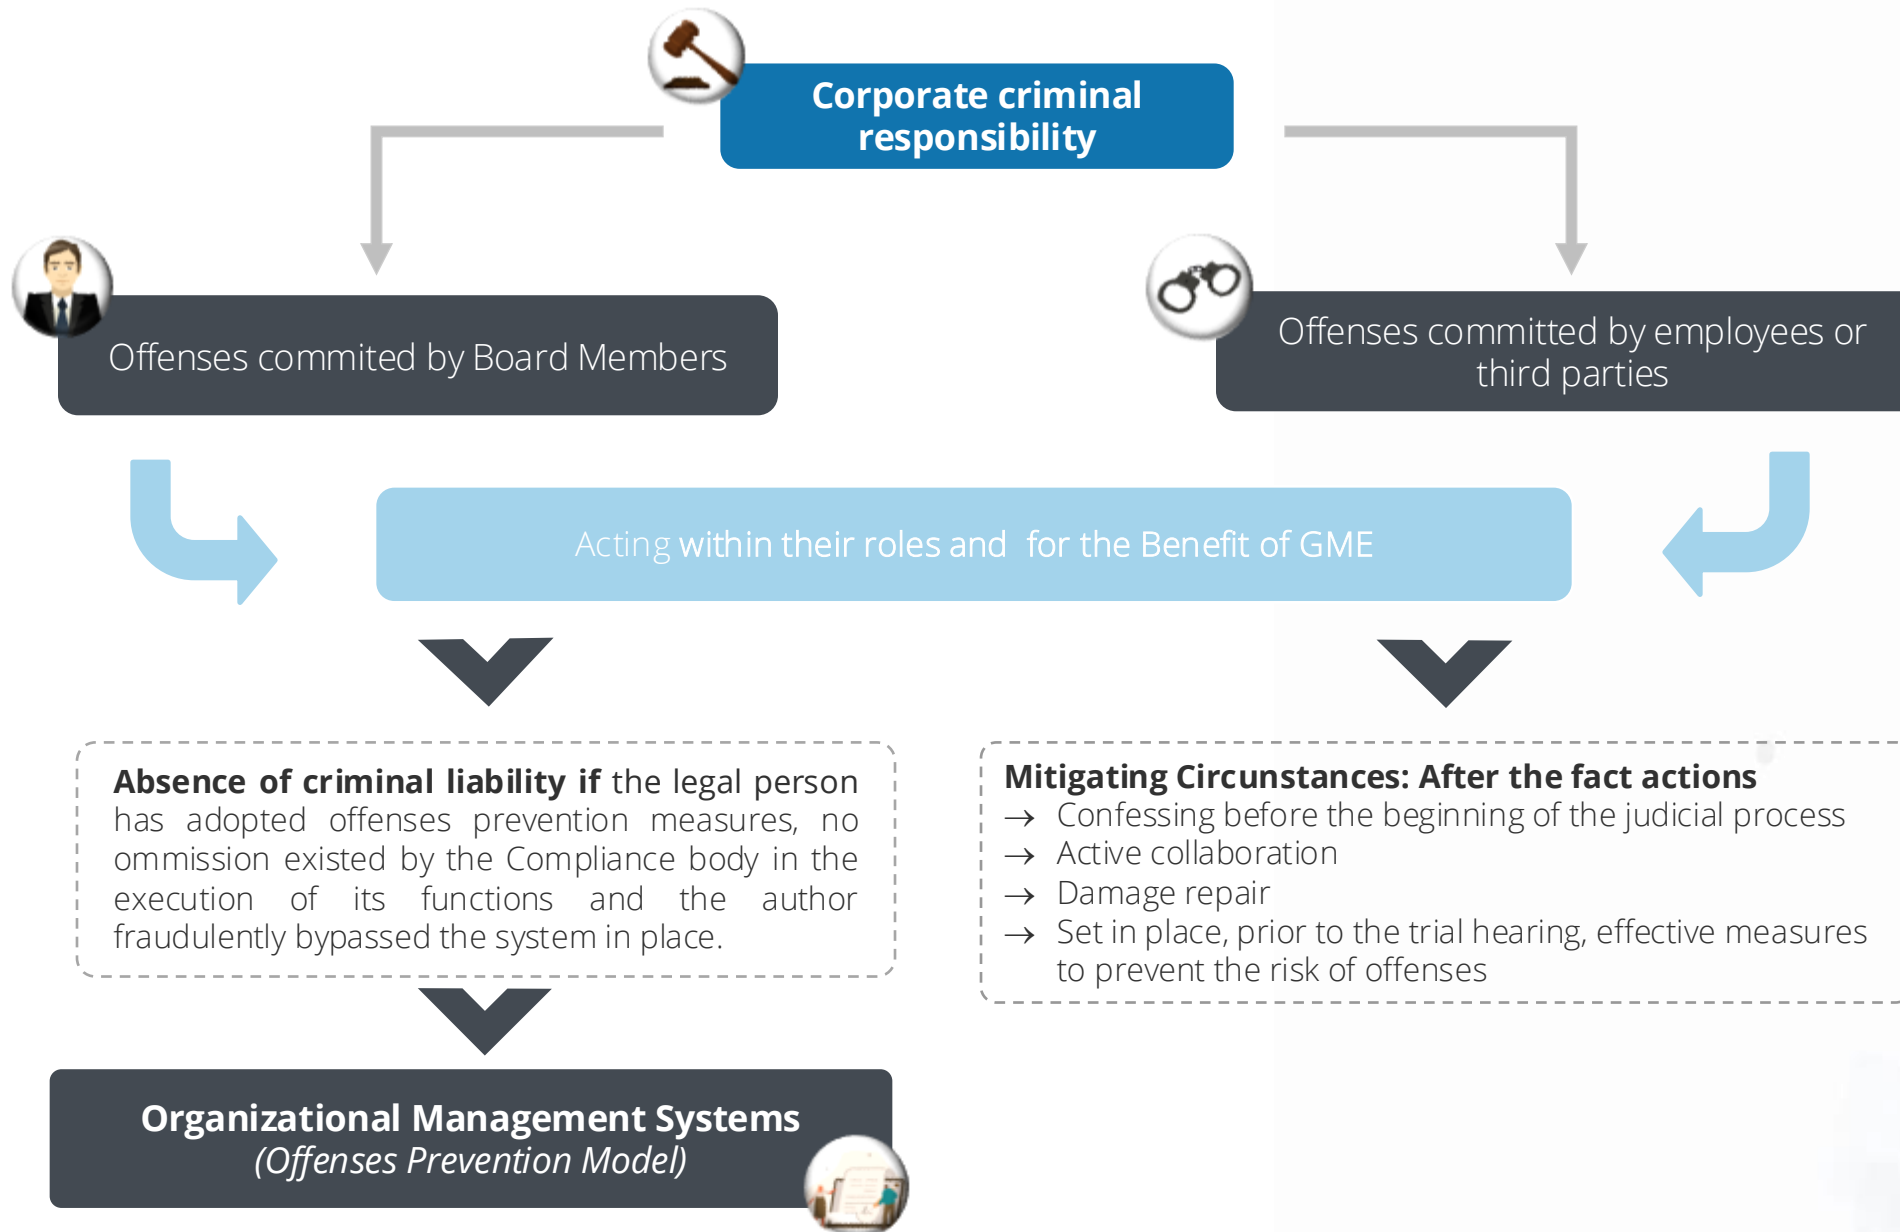 Corporate criminal
responsibility
Offenses commited by Board Members
Offenses committed by employees or
third parties
Acting within their roles and for the Benefit of GME
Absence of criminal liability if the legal person
has adopted offenses prevention measures, no
ommission existed by the Compliance body in the
execution of its functions and the author
fraudulently bypassed the system in place.
Mitigating Circunstances: After the fact actions
→ Confessing before the beginning of the judicial process
→ Active collaboration
→ Damage repair
→ Set in place, prior to the trial hearing, effective measures
to prevent the risk of offenses
Organizational Management Systems
(Offenses Prevention Model)